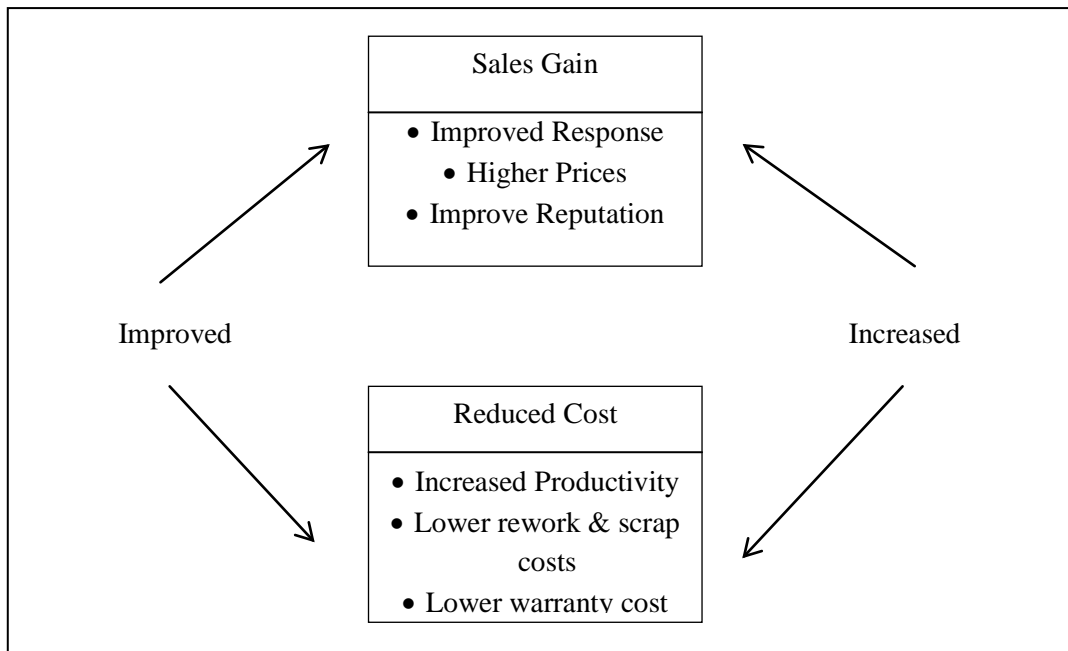 Sales Gain
• Improved Response
• Higher Prices
• Improve Reputation
Improved
Increased
Reduced Cost
• Increased Productivity
• Lower rework & scrap
costs
• Lower warranty cost